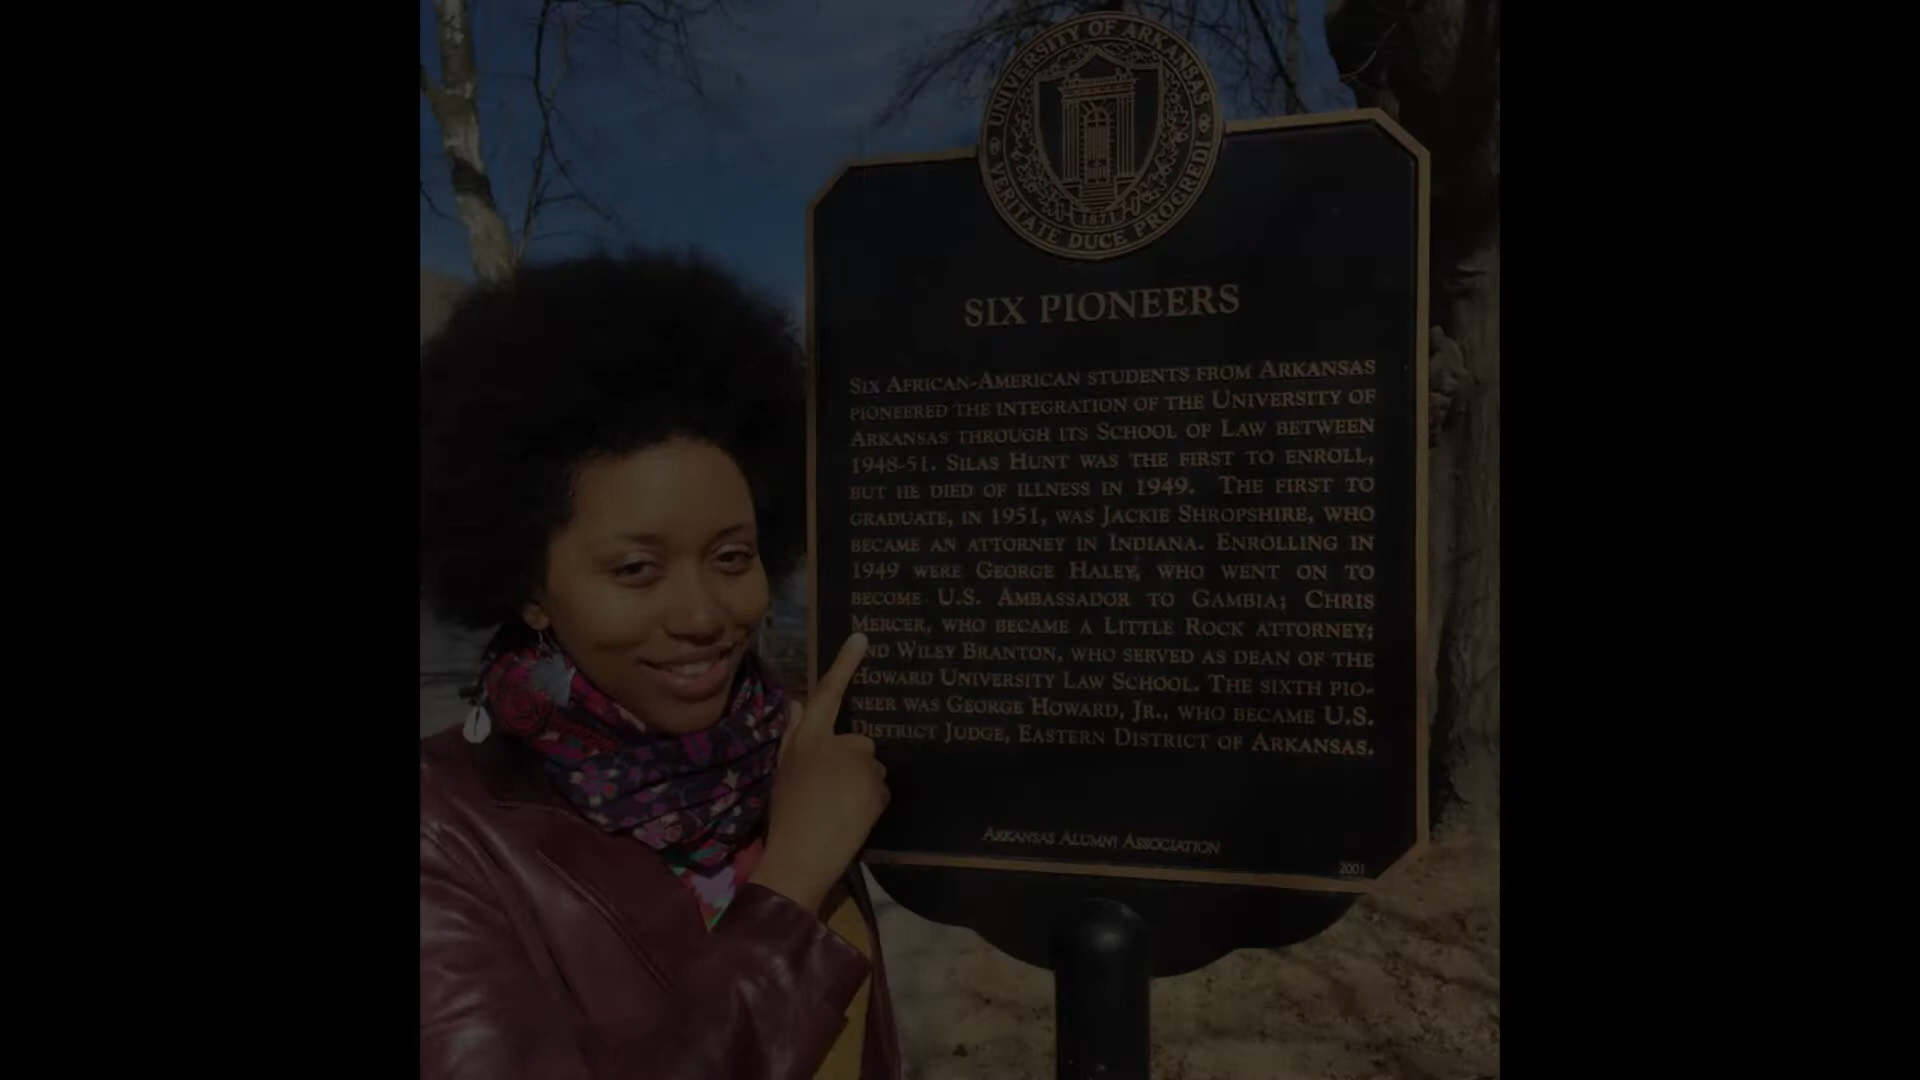 UNIVERSITY OF ARKANSAS
VERITATE DUCE PROGREDI
1871
SIX PIONEERS
SIX AFRICAN-AMERICAN STUDENTS FROM ARKANSAS
PIONEERED THE INTEGRATION OF THE UNIVERSITY OF
ARKANSAS THROUGH ITS SCHOOL OF LAW BETWEEN
1948-51. SILAS HUNT WAS THE FIRST TO ENROLL,
BUT HE DIED OF ILLNESS IN 1949. THE FIRST TO
GRADUATE, IN 1951, WAS JACKIE SHROPSHIRE, WHO
BECAME AN ATTORNEY IN INDIANA. ENROLLING IN
1949 WERE GEORGE HALEY, WHO WENT ON TO
BECOME U.S. AMBASSADOR TO GAMBIA; CHRIS
MERCER, WHO BECAME A LITTLE ROCK ATTORNEY;
AND WILEY BRANTON, WHO SERVED AS DEAN OF THE
HOWARD UNIVERSITY LAW SCHOOL. THE SIXTH PIO-
NEER WAS GEORGE HOWARD, JR., WHO BECAME U.S.
DISTRICT JUDGE, EASTERN DISTRICT OF ARKANSAS.
ARKANSAS ALUMNI ASSOCIATION
2001